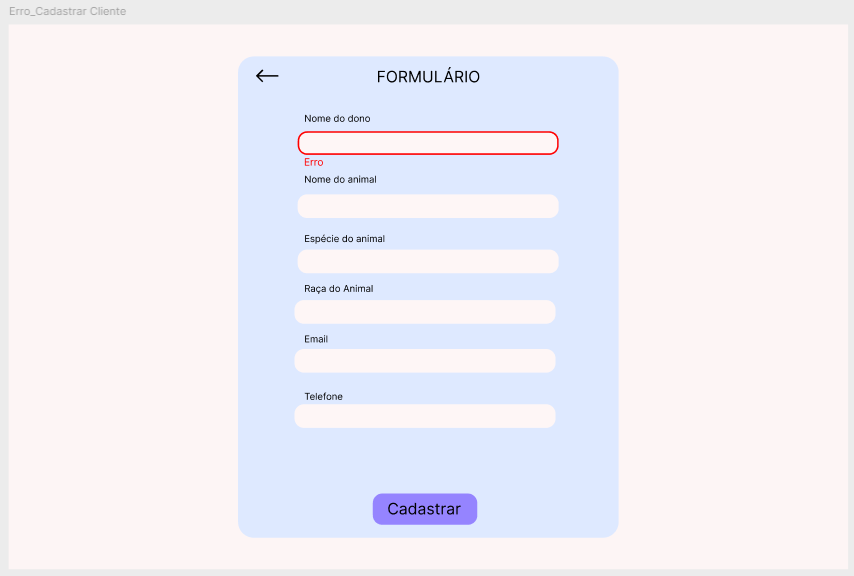 Erro_Cadastrar Cliente
FORMULÁRIO
Nome do dono
Erro
Nome do animal
Espécie do animal
Raça do Animal
Email
Telefone
Cadastrar